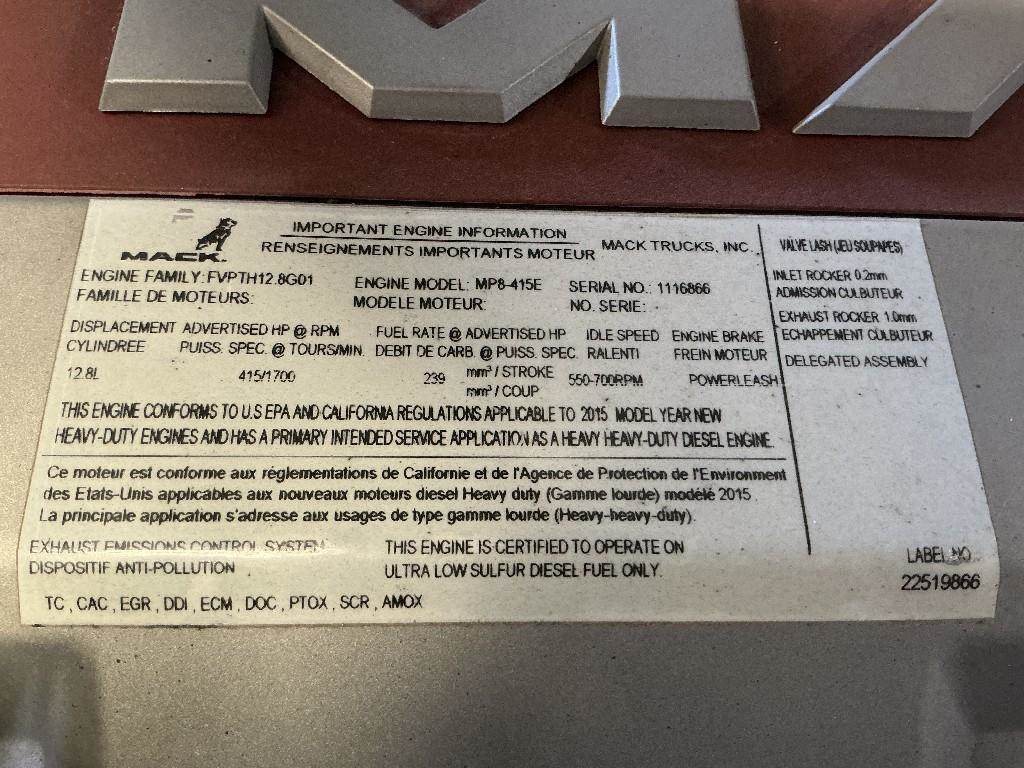 MA
MACK.
IMPORTANT ENGINE INFORMATION
RENSEIGNEMENTS IMPORTANTS MOTEUR
MACK TRUCKS, INC.
ENGINE FAMILY: FVPTH12.8G01 ENGINE MODEL: MP8-415E SERIAL NO.: 1116866
FAMILLE DE MOTEURS: MODELE MOTEUR: NO. SERIE:
DISPLACEMENT ADVERTISED HP @ RPM FUEL RATE @ ADVERTISED HP IDLE SPEED ENGINE BRAKE
CYLINDREE PUISS. SPEC. @ TOURS/MIN. DEBIT DE CARB. @ PUISS. SPEC. RALENTI FREIN MOTEUR
12.8L 415/1700 239 mm³ / STROKE 550-700RPM POWERLEASH
mm³ / COUP
THIS ENGINE CONFORMS TO U.S EPA AND CALIFORNIA REGULATIONS APPLICABLE TO 2015 MODEL YEAR NEW
HEAVY-DUTY ENGINES AND HAS A PRIMARY INTENDED SERVICE APPLICATION AS A HEAVY HEAVY-DUTY DIESEL ENGINE.
Ce moteur est conforme aux réglementations de Californie et de l'Agence de Protection de l'Environment
des Etats-Unis applicables aux nouveaux moteurs diesel Heavy duty (Gamme lourde) modélé 2015
La principale application s'adresse aux usages de type gamme lourde (Heavy-heavy-duty).
EXHAUST EMISSIONS CONTROL SYSTEM THIS ENGINE IS CERTIFIED TO OPERATE ON
DISPOSITIF ANTI-POLLUTION ULTRA LOW SULFUR DIESEL FUEL ONLY.
TC , CAC , EGR , DDI , ECM , DOC , PTOX , SCR , AMOX
VALVE LASH (JEU SOUPAPES)
INLET ROCKER 0.2mm
ADMISSION CULBUTEUR
EXHAUST ROCKER 1.0mm
ECHAPPEMENT CULBUTEUR
DELEGATED ASSEMBLY
LABEL NO.
22519866